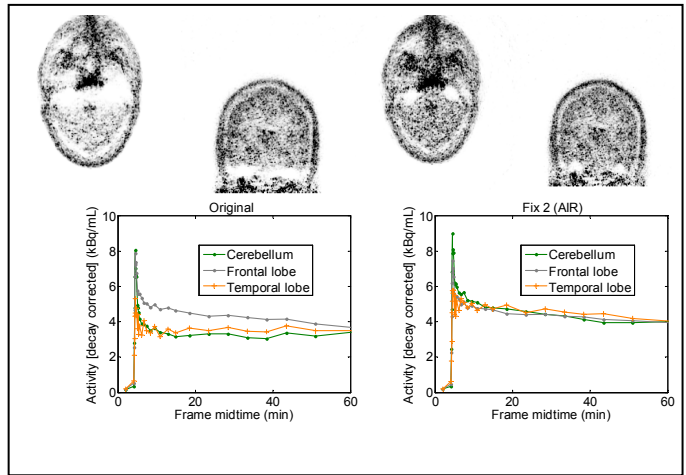 Original
Activity [decay corrected] (kBq/mL)
10
8
6
4
2
0
Cerebellum
Frontal lobe
Temporal lobe
0 20 40 60
Frame midtime (min)
Fix 2 (AIR)
Activity [decay corrected] (kBq/mL)
10
8
6
4
2
0
Cerebellum
Frontal lobe
Temporal lobe
0 20 40 60
Frame midtime (min)